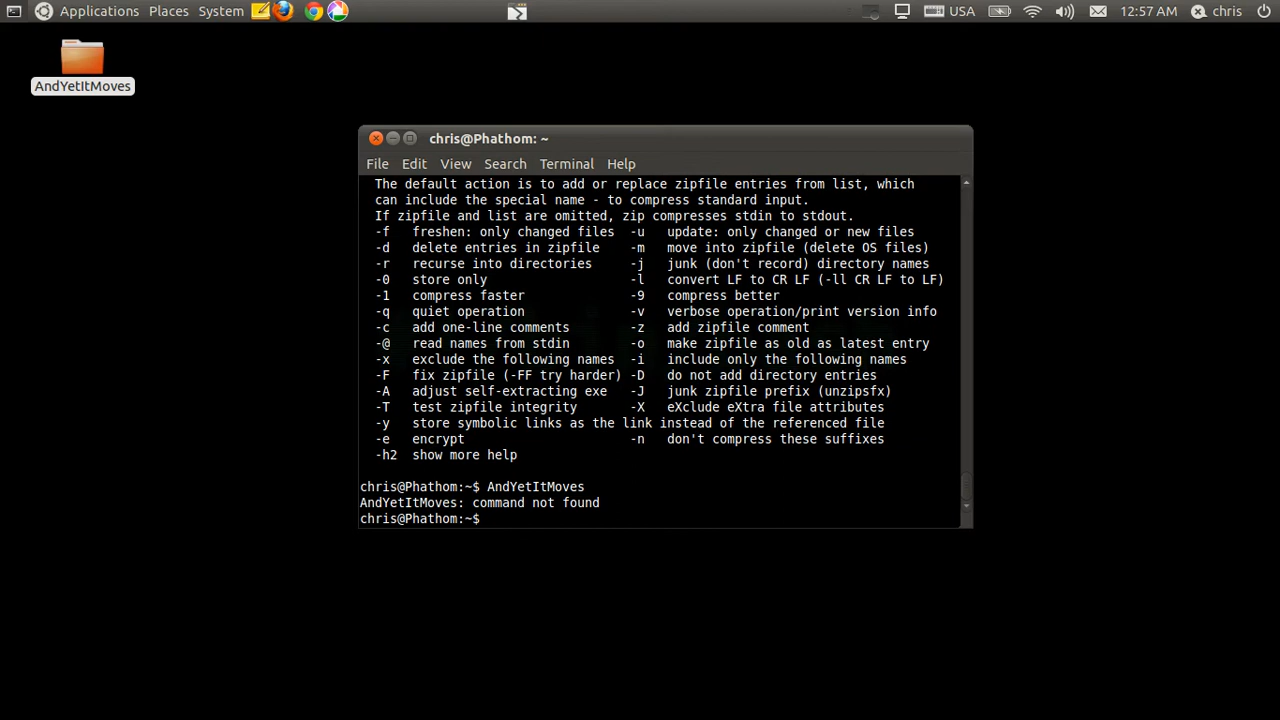 Applications Places System USA 12:57 AM chris
AndYetItMoves
chris@Phathom: ~
File Edit View Search Terminal Help
The default action is to add or replace zipfile entries from list, which
can include the special name - to compress standard input.
If zipfile and list are omitted, zip compresses stdin to stdout.
-f freshen: only changed files -u update: only changed or new files
-d delete entries in zipfile -m move into zipfile (delete OS files)
-r recurse into directories -j junk (don't record) directory names
-0 store only -l convert LF to CR LF (-ll CR LF to LF)
-1 compress faster -9 compress better
-q quiet operation -v verbose operation/print version info
-c add one-line comments -z add zipfile comment
-@ read names from stdin -o make zipfile as old as latest entry
-x exclude the following names -i include only the following names
-F fix zipfile (-FF try harder) -D do not add directory entries
-A adjust self-extracting exe -J junk zipfile prefix (unzipsfx)
-T test zipfile integrity -X eXclude eXtra file attributes
-y store symbolic links as the link instead of the referenced file
-e encrypt -n don't compress these suffixes
-h2 show more help
chris@Phathom:~$ AndYetItMoves
AndYetItMoves: command not found
chris@Phathom:~$